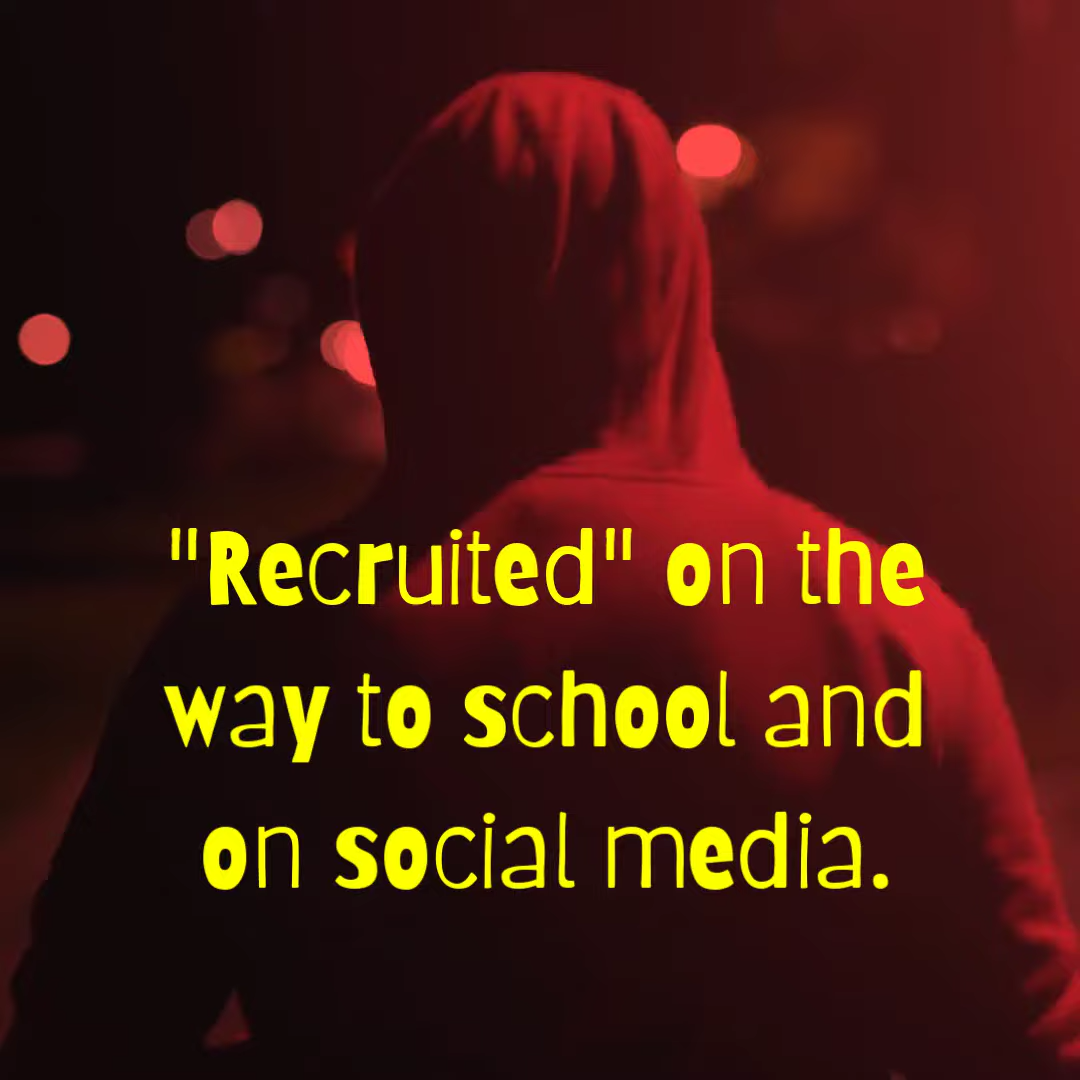 "Recruited" on the
way to school and
on social media.